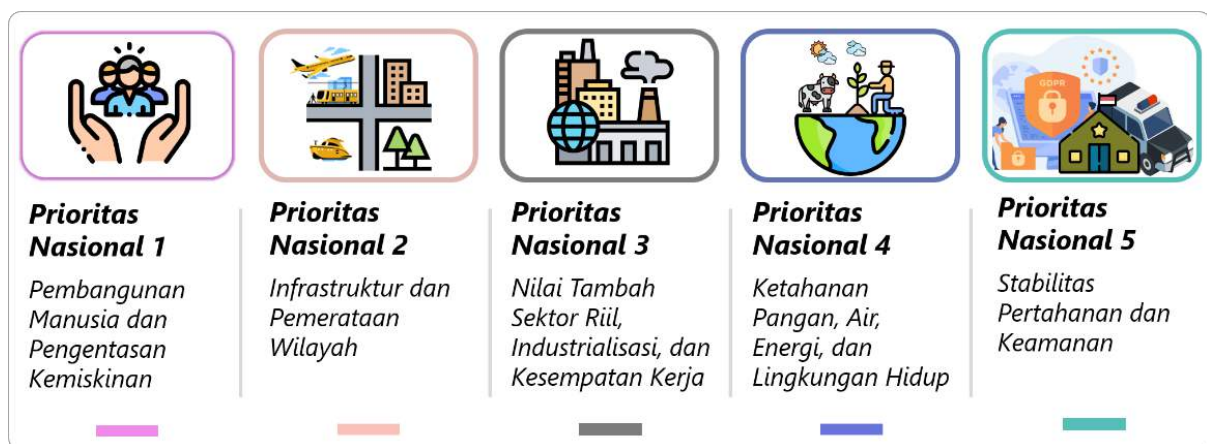 GDPR
Prioritas
Nasional 1
Pembangunan
Manusia dan
Pengentasan
Kemiskinan
Prioritas
Nasional 2
Infrastruktur dan
Pemerataan
Wilayah
Prioritas
Nasional 3
Nilai Tambah
Sektor Riil,
Industrialisasi, dan
Kesempatan Kerja
Prioritas
Nasional 4
Ketahanan
Pangan, Air,
Energi, dan
Lingkungan Hidup
Prioritas
Nasional 5
Stabilitas
Pertahanan dan
Keamanan